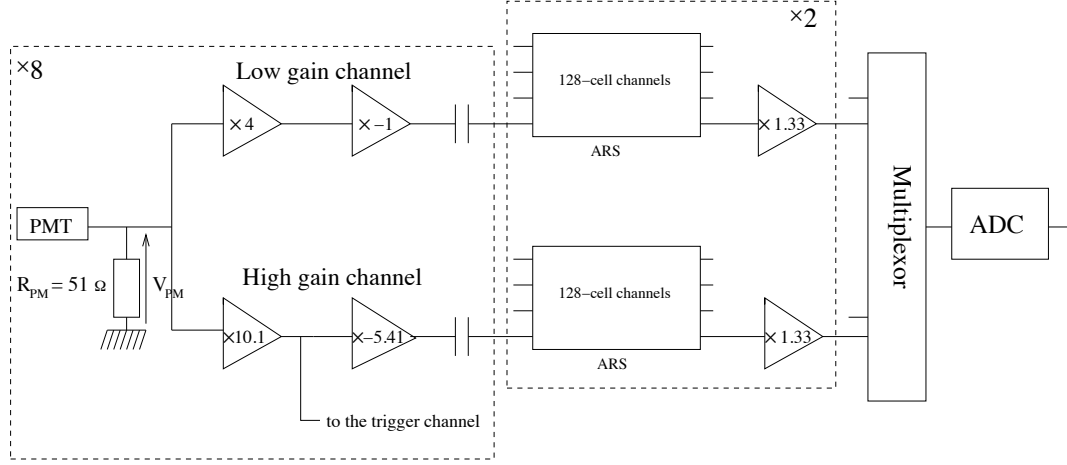 ×8
×2
Low gain channel
×4
×−1
128−cell channels
ARS
×1.33
PMT
R_PM = 51 Ω
V_PM
High gain channel
×10.1
×−5.41
128−cell channels
ARS
×1.33
to the trigger channel
Multiplexor
ADC